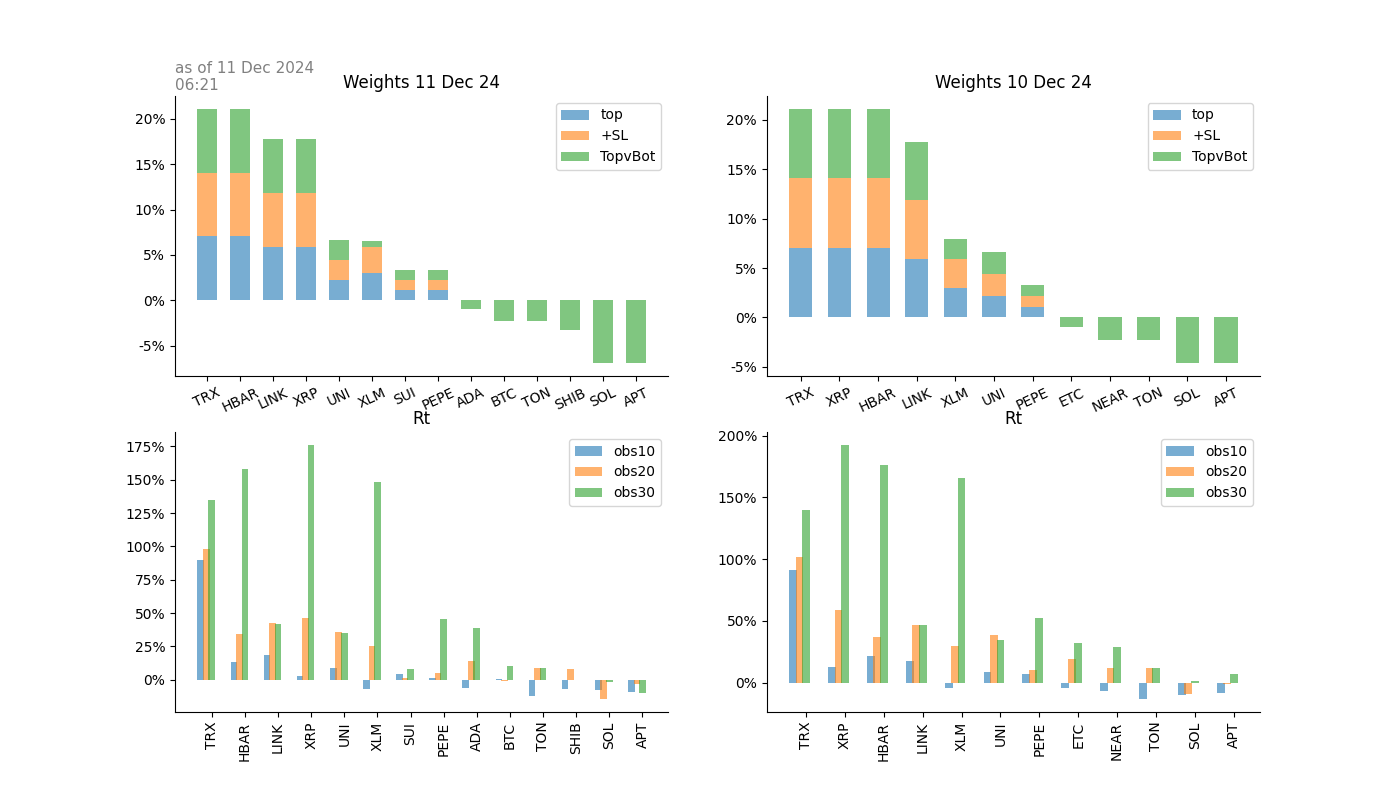 as of 11 Dec 2024
06:21
Weights 11 Dec 24
20%
15%
10%
5%
0%
-5%
top
+SL
TopvBot
TRX HBAR LINK XRP UNI XLM SUI PEPE ADA BTC TON SHIB SOL APT
Weights 10 Dec 24
20%
15%
10%
5%
0%
-5%
top
+SL
TopvBot
TRX XRP HBAR LINK XLM UNI PEPE ETC NEAR TON SOL APT
Rt
175%
150%
125%
100%
75%
50%
25%
0%
obs10
obs20
obs30
TRX HBAR LINK XRP UNI XLM SUI PEPE ADA BTC TON SHIB SOL APT
Rt
200%
150%
100%
50%
0%
obs10
obs20
obs30
TRX XRP HBAR LINK XLM UNI PEPE ETC NEAR TON SOL APT